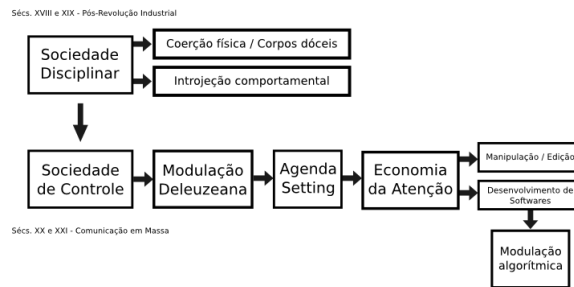 Sécs. XVIII e XIX - Pós-Revolução Industrial
Sociedade
Disciplinar
Coerção física / Corpos dóceis
Introjeção comportamental
Sociedade
de Controle
Modulação
Deleuzeana
Agenda
Setting
Economia
da Atenção
Manipulação / Edição
Desenvolvimento de
Softwares
Modulação
algorítmica
Sécs. XX e XXI - Comunicação em Massa